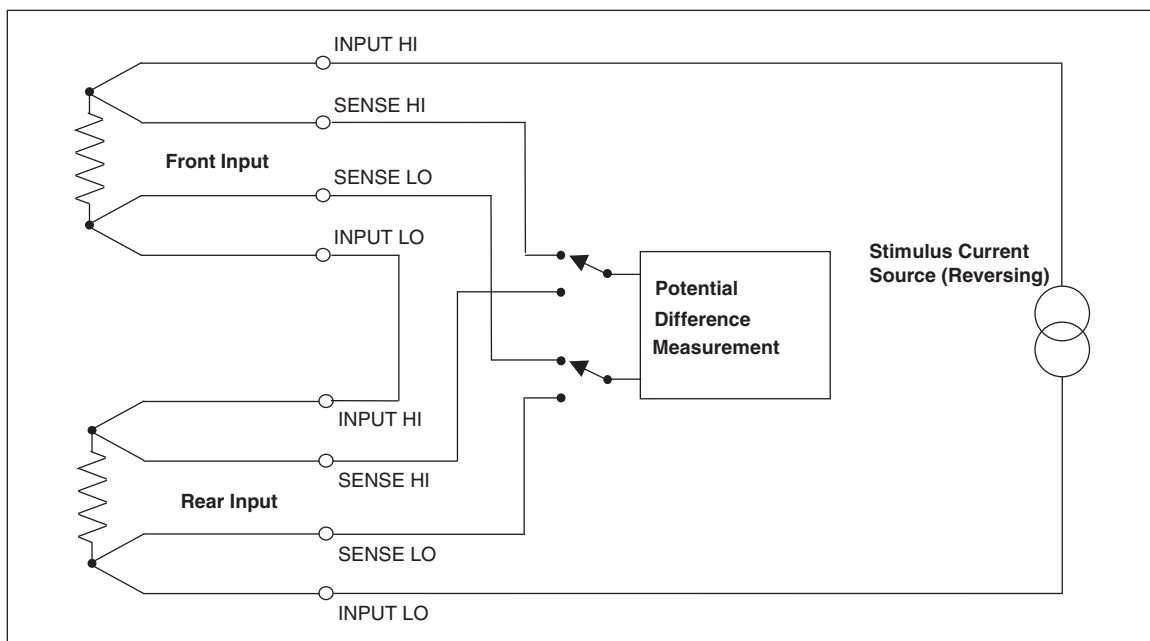 INPUT HI
SENSE HI
Front Input
SENSE LO
INPUT LO
Stimulus Current
Source (Reversing)
Potential
Difference
Measurement
INPUT HI
SENSE HI
Rear Input
SENSE LO
INPUT LO